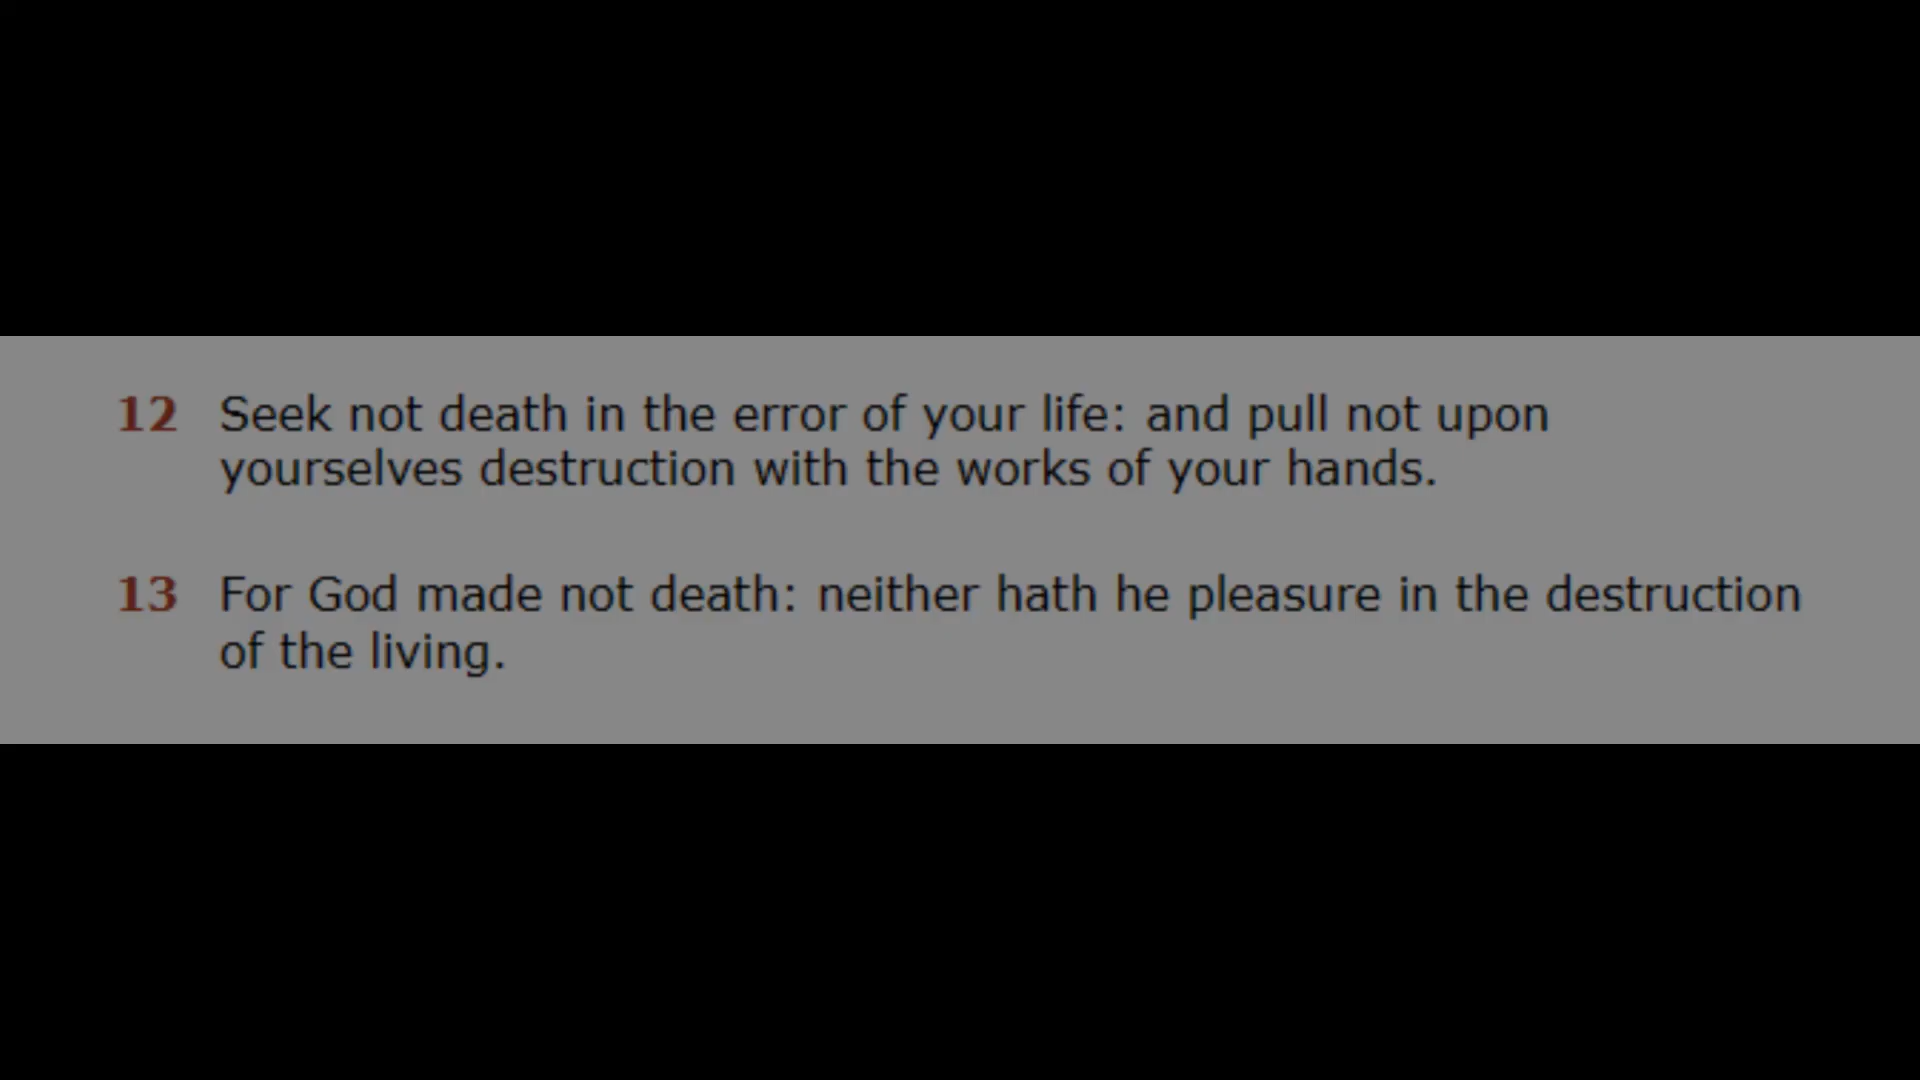 12 Seek not death in the error of your life: and pull not upon
yourselves destruction with the works of your hands.
13 For God made not death: neither hath he pleasure in the destruction
of the living.